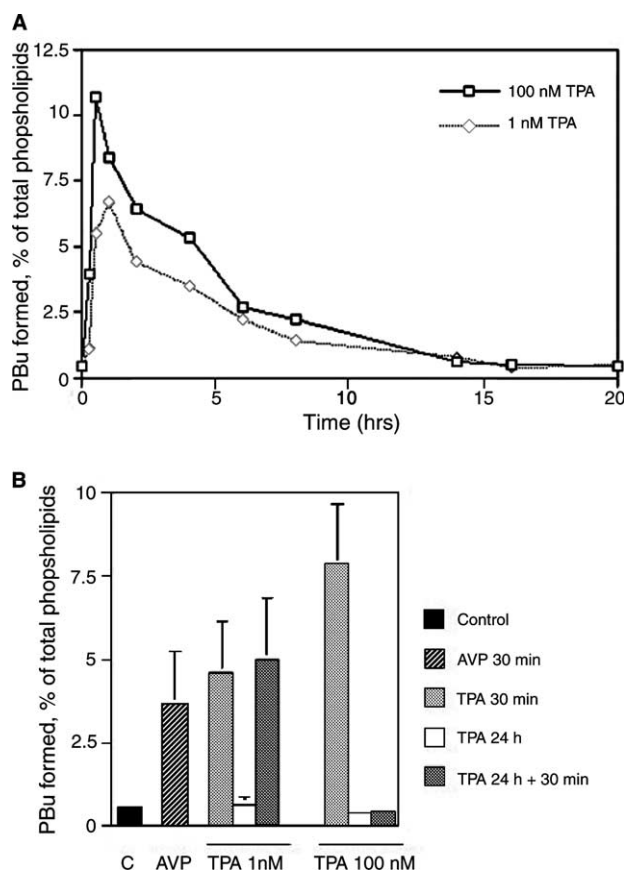 A
PBu formed, % of total phopsholipids
12.5
10
7.5
5
2.5
0
100 nM TPA
1 nM TPA
0
5
10
15
20
Time (hrs)
B
PBu formed, % of total phopsholipids
10
7.5
5
2.5
0
C
AVP
TPA 1nM
TPA 100 nM
Control
AVP 30 min
TPA 30 min
TPA 24 h
TPA 24 h + 30 min